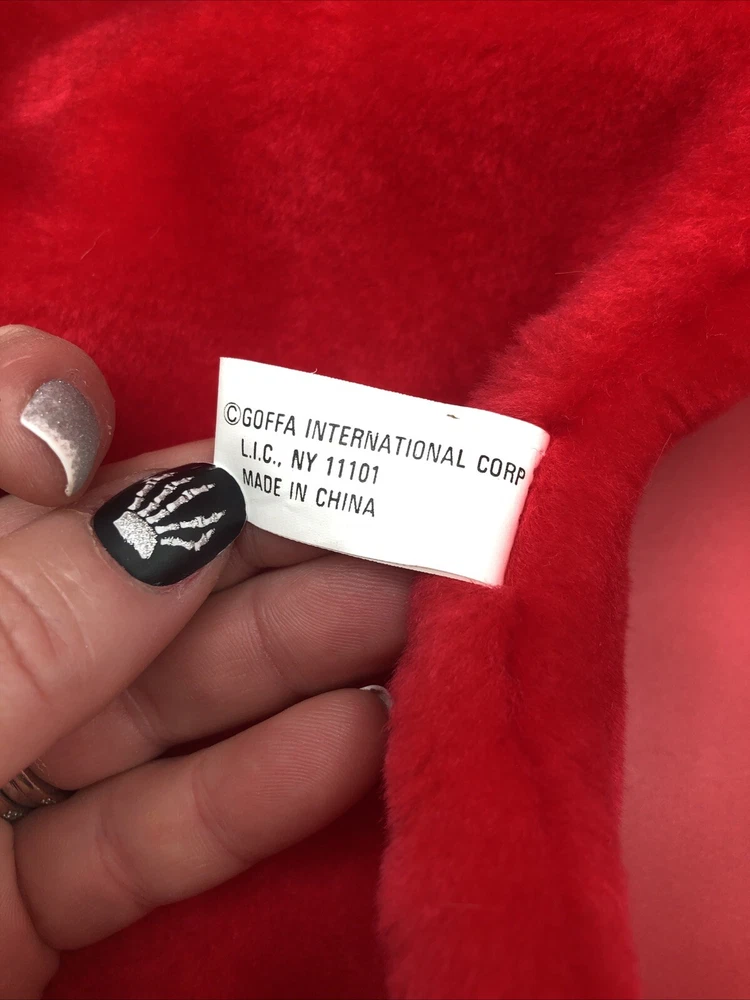 ©GOFFA INTERNATIONAL CORP
L.I.C., NY 11101
MADE IN CHINA